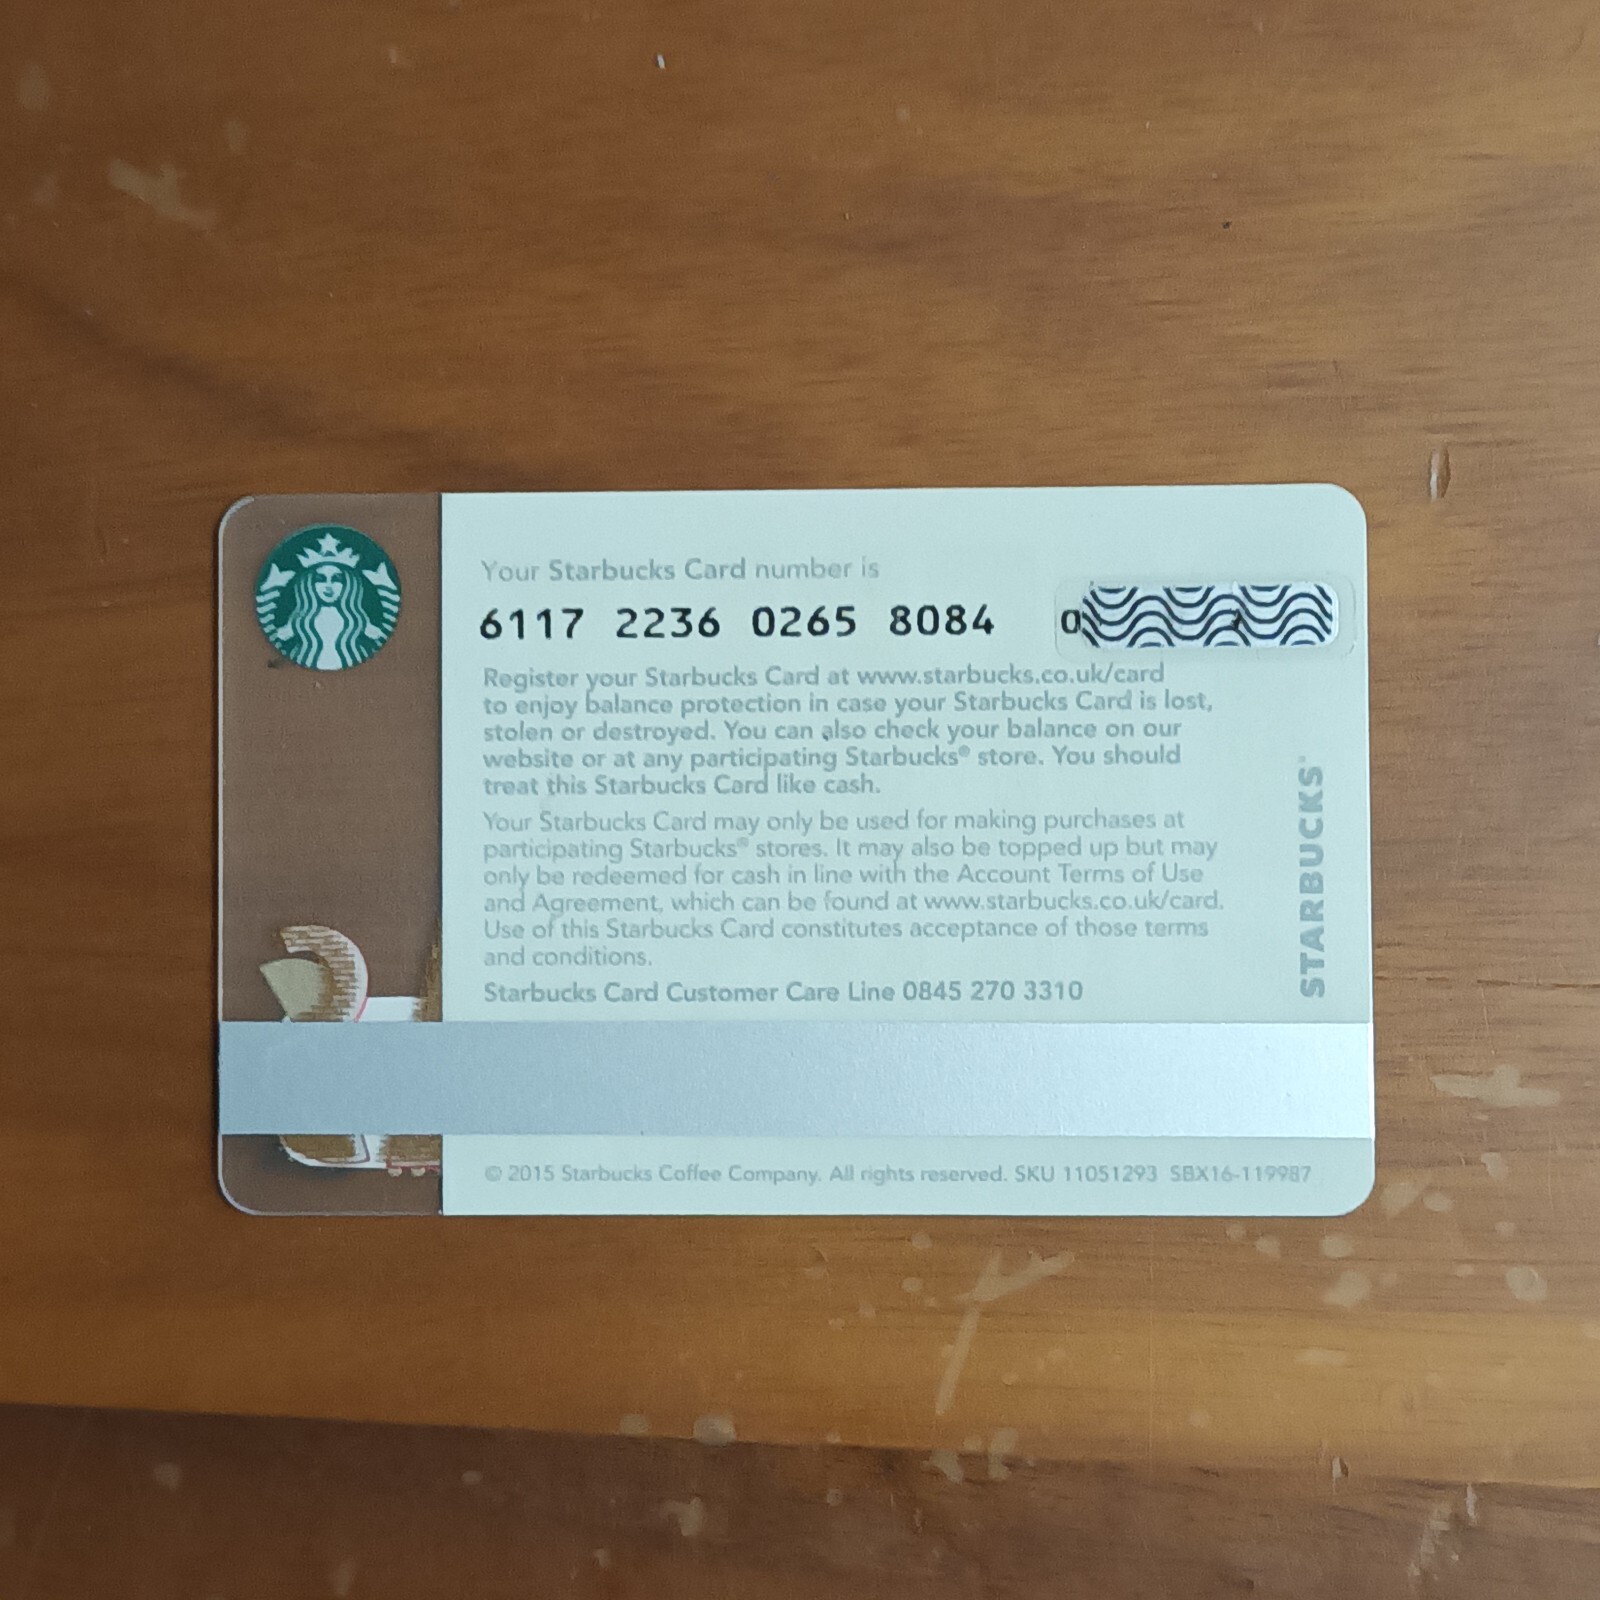 Your Starbucks Card number is
6117 2236 0265 8084 0
Register your Starbucks Card at www.starbucks.co.uk/card
to enjoy balance protection in case your Starbucks Card is lost,
stolen or destroyed. You can also check your balance on our
website or at any participating Starbucks® store. You should
treat this Starbucks Card like cash.
Your Starbucks Card may only be used for making purchases at
participating Starbucks® stores. It may also be topped up but may
only be redeemed for cash in line with the Account Terms of Use
and Agreement, which can be found at www.starbucks.co.uk/card.
Use of this Starbucks Card constitutes acceptance of those terms
and conditions.
Starbucks Card Customer Care Line 0845 270 3310
STARBUCKS®
© 2015 Starbucks Coffee Company. All rights reserved. SKU 11051293 SBX16-119987